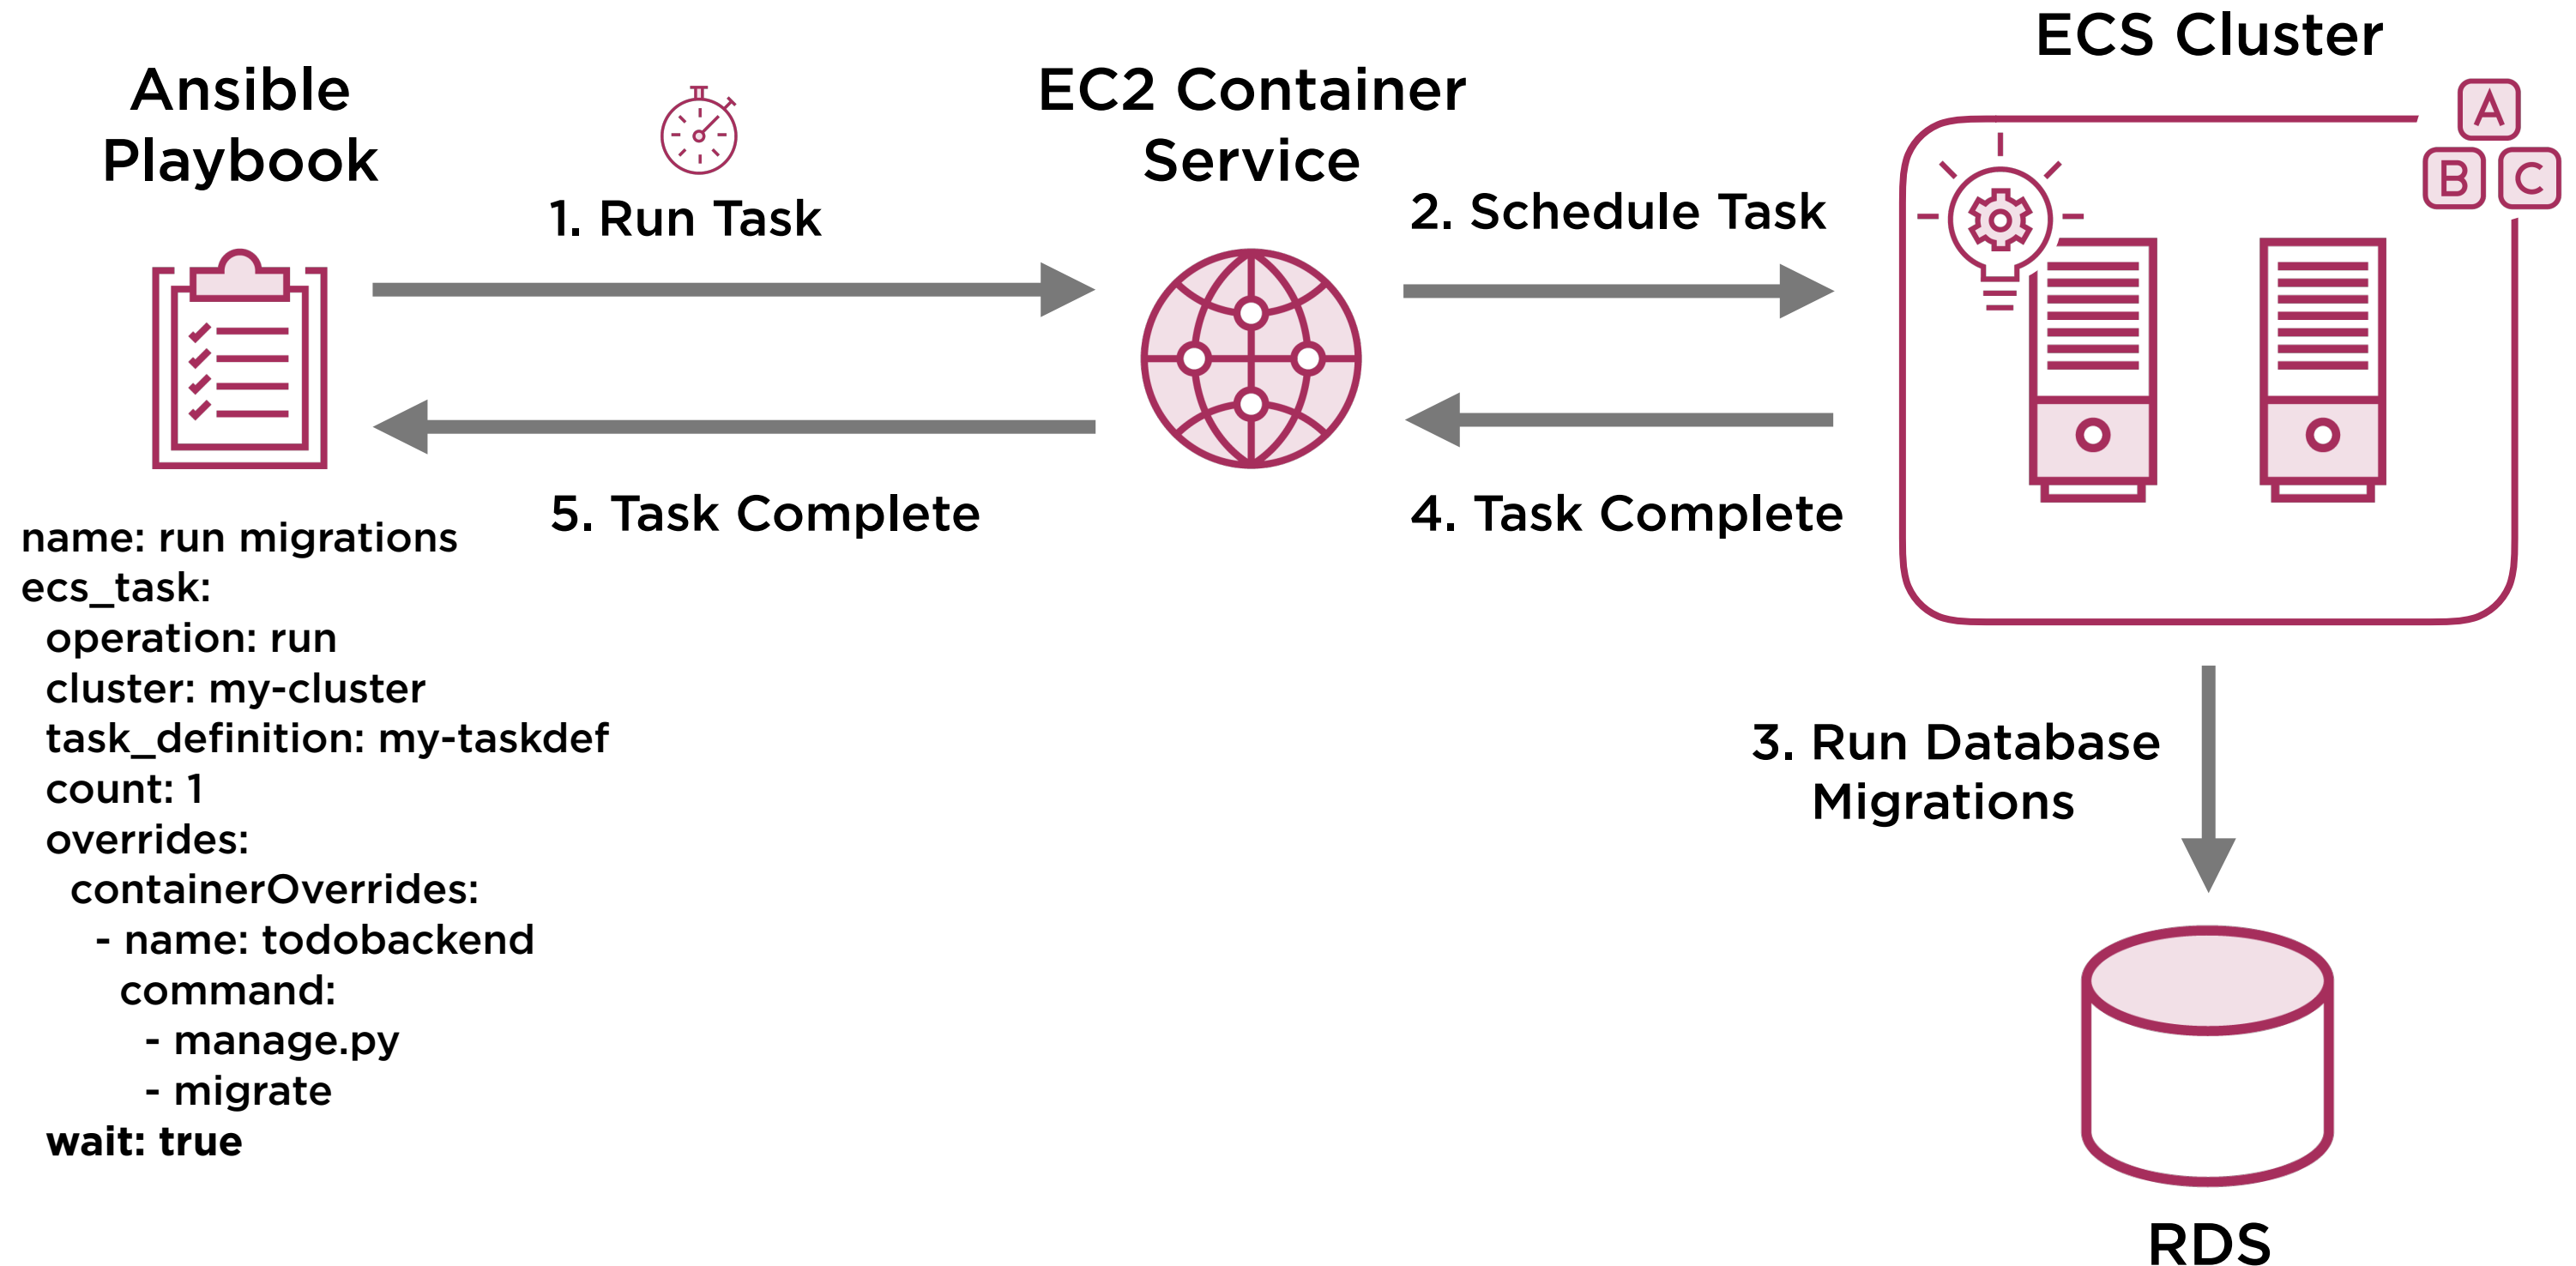 Ansible
Playbook
1. Run Task
EC2 Container
Service
2. Schedule Task
ECS Cluster
A
B C
5. Task Complete
4. Task Complete
name: run migrations
ecs_task:
operation: run
cluster: my-cluster
task_definition: my-taskdef
count: 1
overrides:
containerOverrides:
- name: todobackend
command:
- manage.py
- migrate
wait: true
3. Run Database
Migrations
RDS